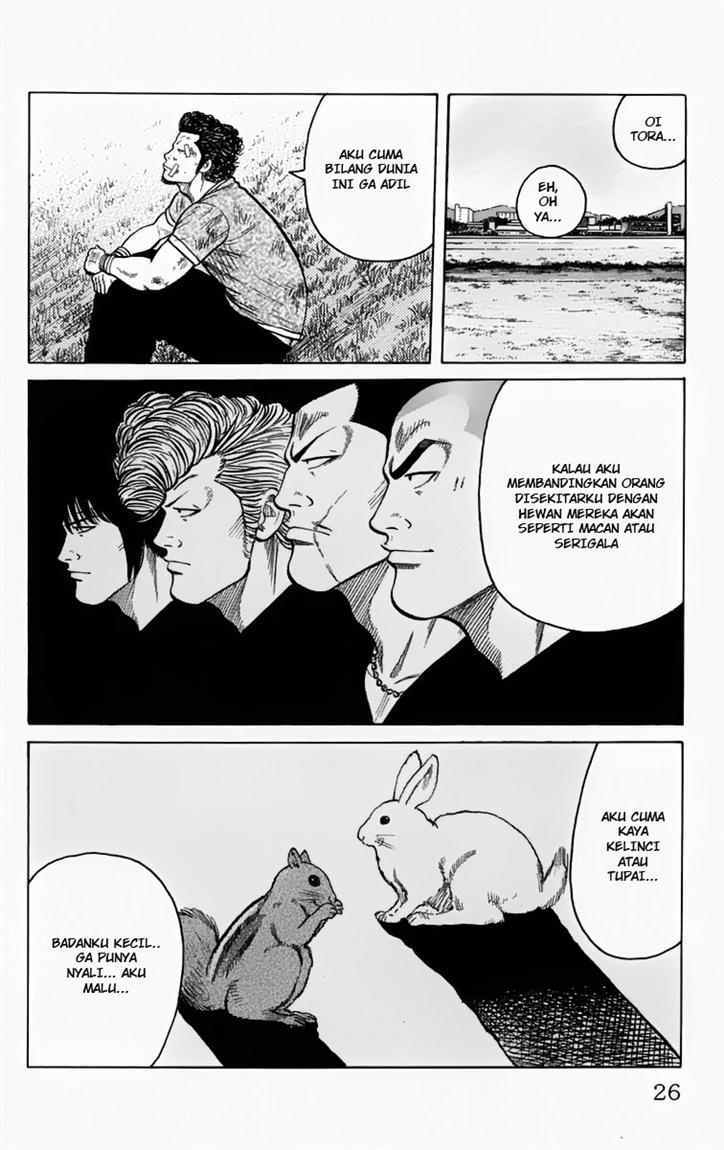 OI
TORA...
EH,
OH
YA...
AKU CUMA
BILANG DUNIA
INI GA ADIL
KALAU AKU
MEMBANDINGKAN ORANG
DISEKITARKU DENGAN
HEWAN MEREKA AKAN
SEPERTI MACAN ATAU
SERIGALA
AKU CUMA
KAYA
KELINCI
ATAU
TUPAI...
BADANKU KECIL..
GA PUNYA
NYALI... AKU
MALU...
26